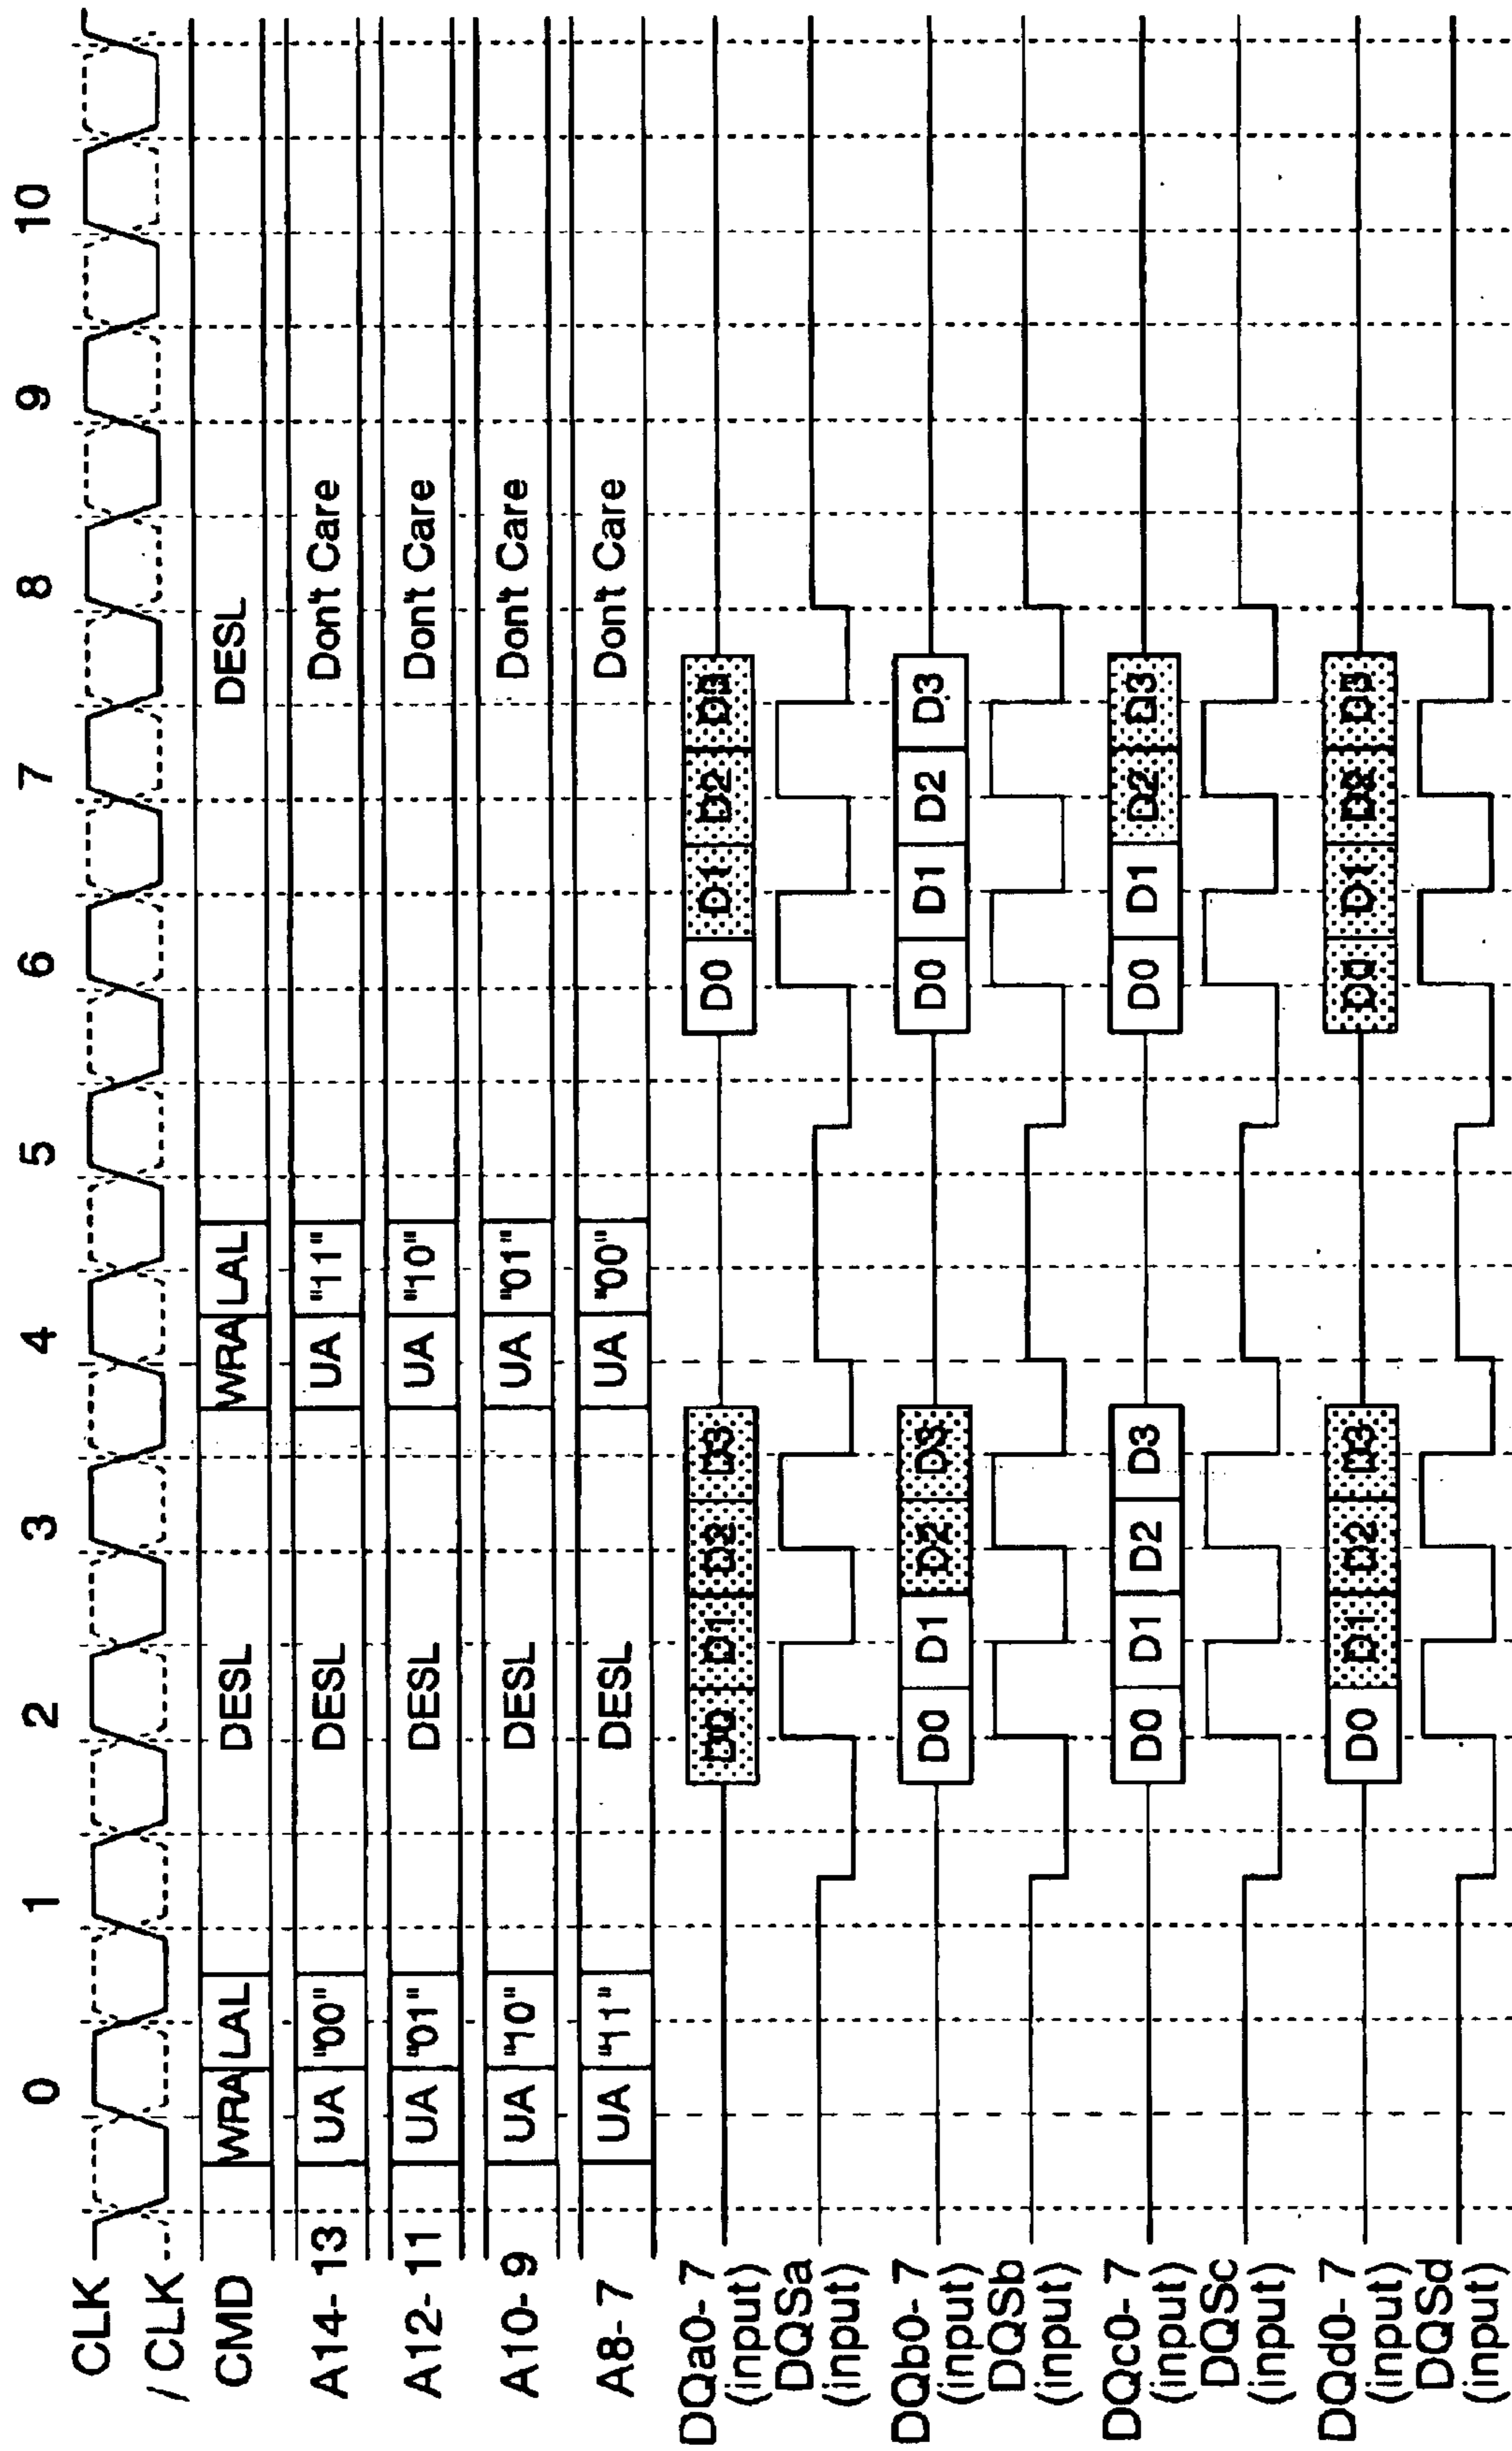 0 1 2 3 4 5 6 7 8 9 10
CLK
/ CLK
CMD WRA LAL DESL WRA LAL DESL
A14-13 UA "00" DESL UA "11" Don't Care
A12-11 UA "01" DESL UA "10" Don't Care
A10-9 UA "10" DESL UA "01" Don't Care
A8-7 UA "11" DESL UA "00" Don't Care
DQa0-7 D0 D1 D2 D3 D0 D1 D2 D3
(input)
DQSa
(input)
DQb0-7 D0 D1 D2 D3 D0 D1 D2 D3
(input)
DQSb
(input)
DQc0-7 D0 D1 D2 D3 D0 D1 D2 D3
(input)
DQSc
(input)
DQd0-7 D0 D1 D2 D3 D0 D1 D2 D3
(input)
DQSd
(input)